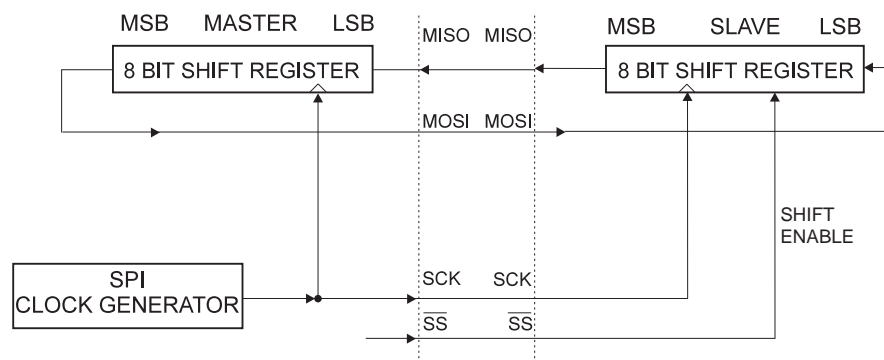 MSB MASTER LSB
MISO MISO
MSB SLAVE LSB
8 BIT SHIFT REGISTER
8 BIT SHIFT REGISTER
MOSI MOSI
SHIFT
ENABLE
SPI
CLOCK GENERATOR
SCK SCK
SS SS